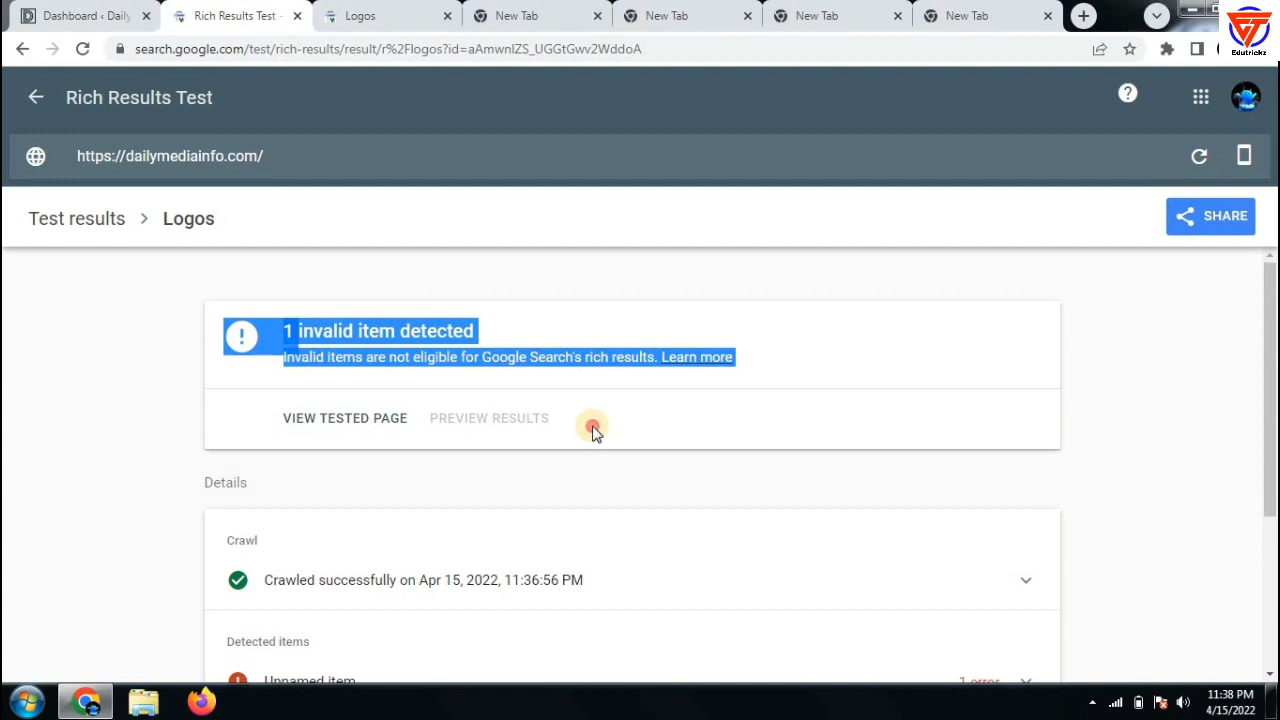 Dashboard ‹ Daily
Rich Results Test -
Logos
New Tab
New Tab
New Tab
New Tab
Edutrickz
search.google.com/test/rich-results/result/r%2Flogos?id=aAmwnIZS_UGGtGwv2WddoA
Rich Results Test
https://dailymediainfo.com/
Test results > Logos
SHARE
1 invalid item detected
Invalid items are not eligible for Google Search's rich results. Learn more
VIEW TESTED PAGE PREVIEW RESULTS
Details
Crawl
Crawled successfully on Apr 15, 2022, 11:36:56 PM
Detected items
Unnamed item
1 error
11:38 PM
4/15/2022